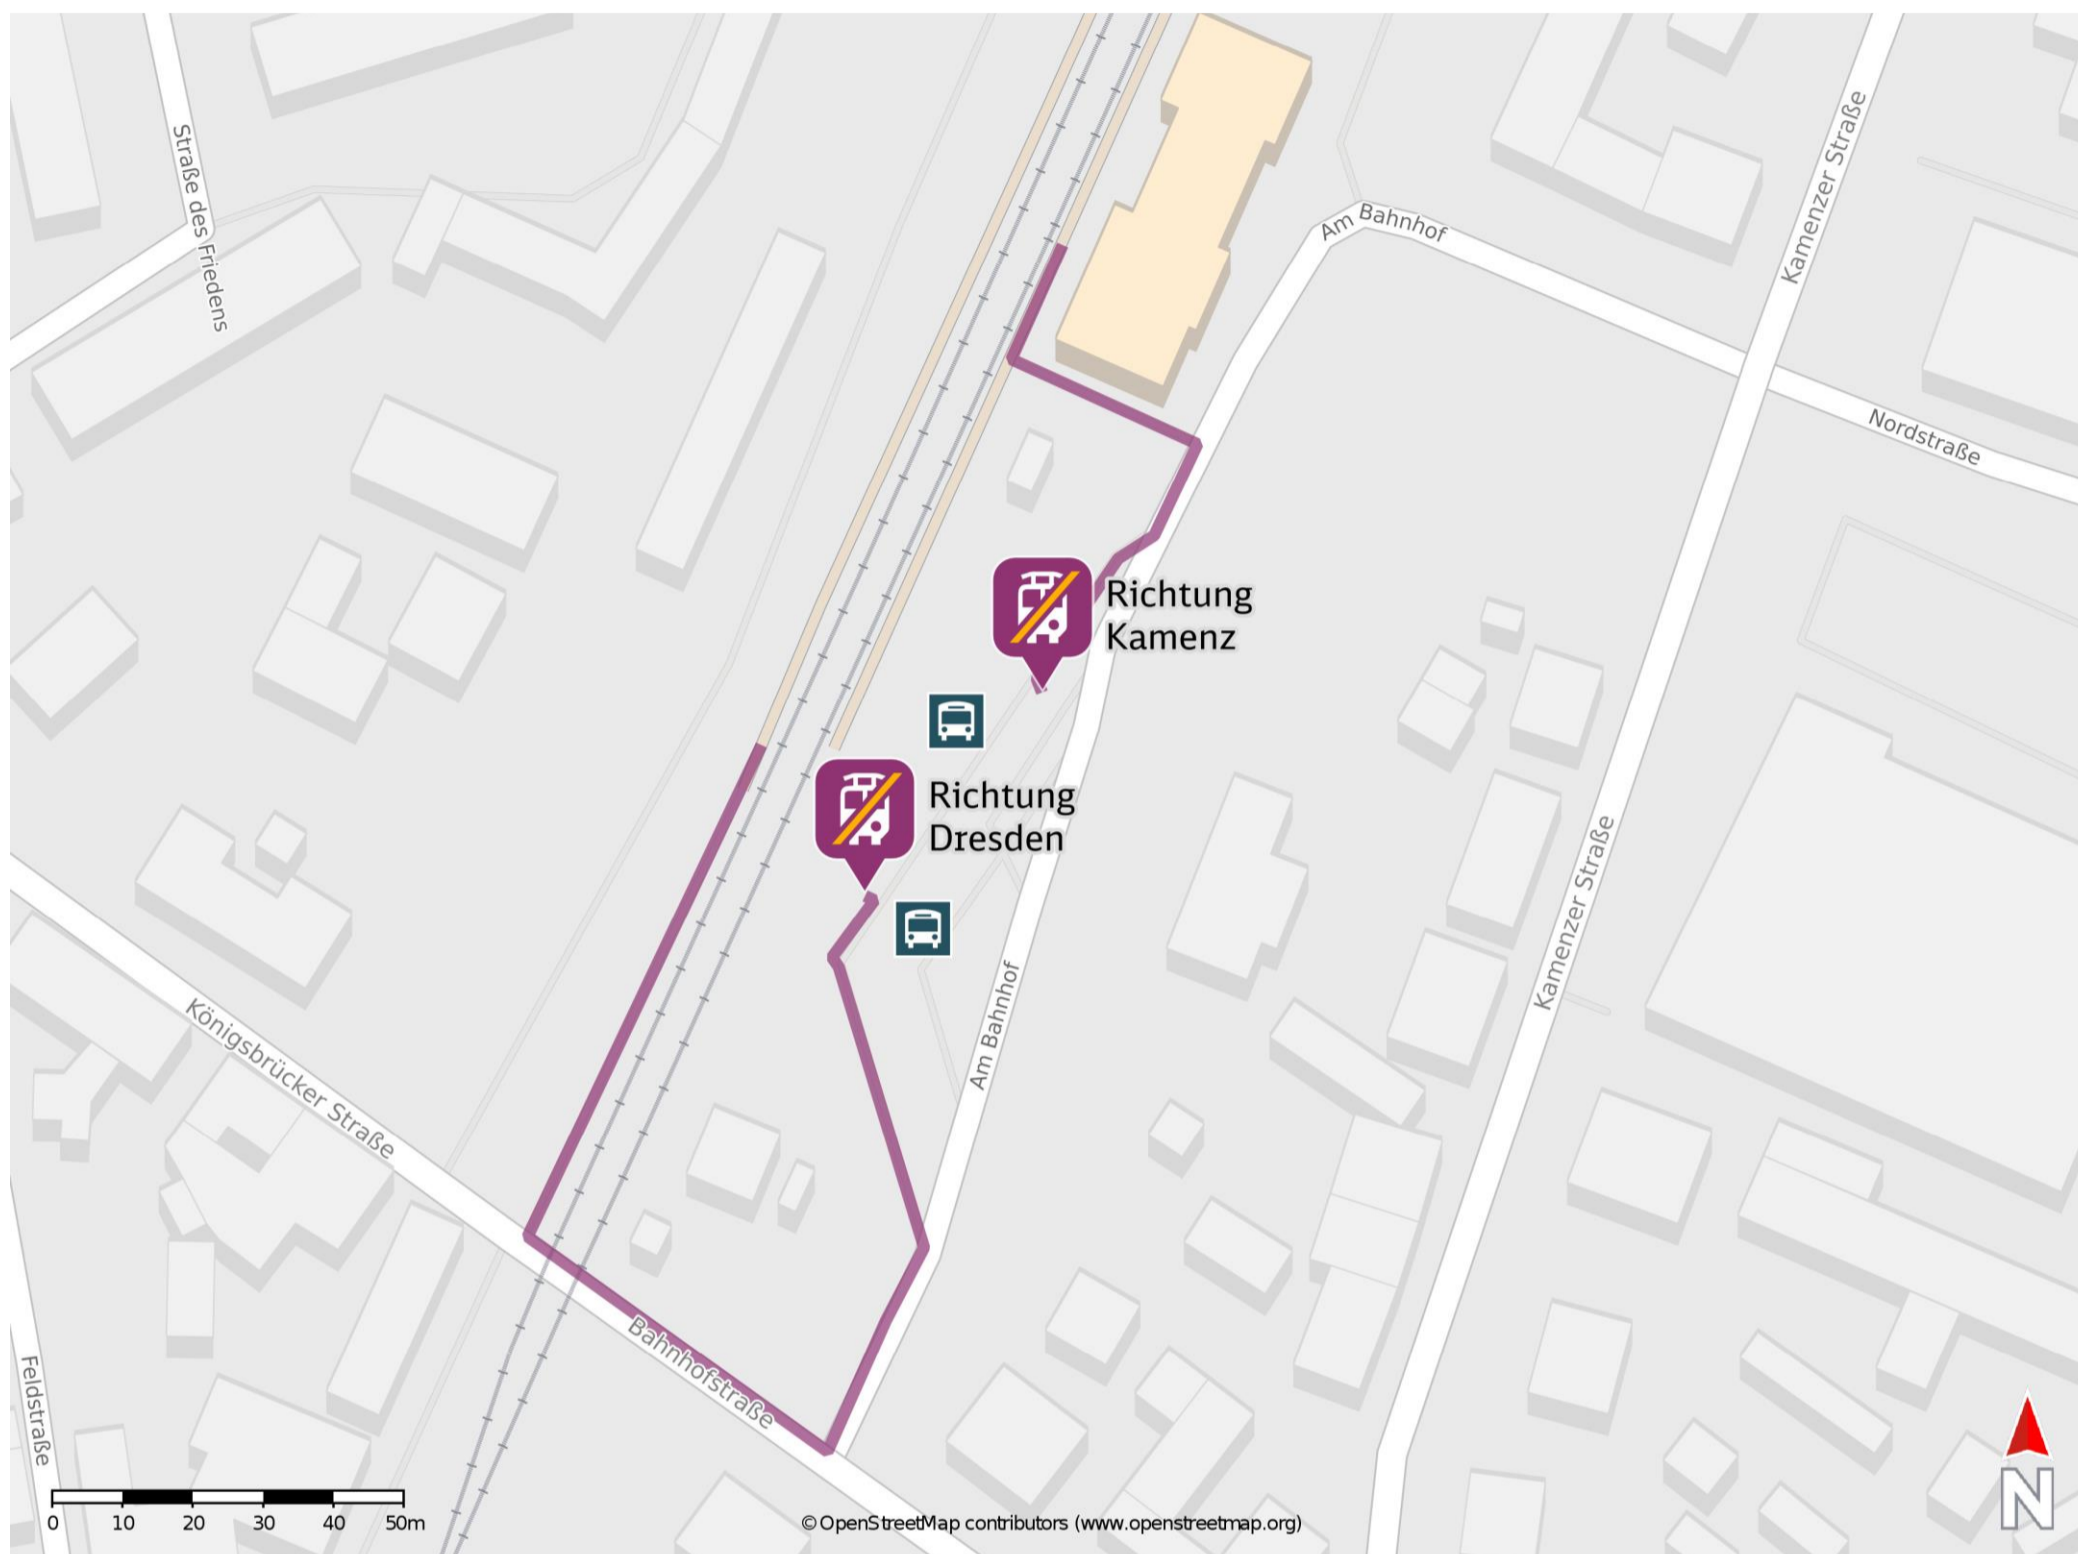 Straße des Friedens
Am Bahnhof
Kamenzer Straße
Nordstraße
Richtung
Kamenz
Richtung
Dresden
Kamenzer Straße
Am Bahnhof
Königsbrücker Straße
Bahnhofstraße
Feldstraße
0 10 20 30 40 50m
© OpenStreetMap contributors (www.openstreetmap.org)
N